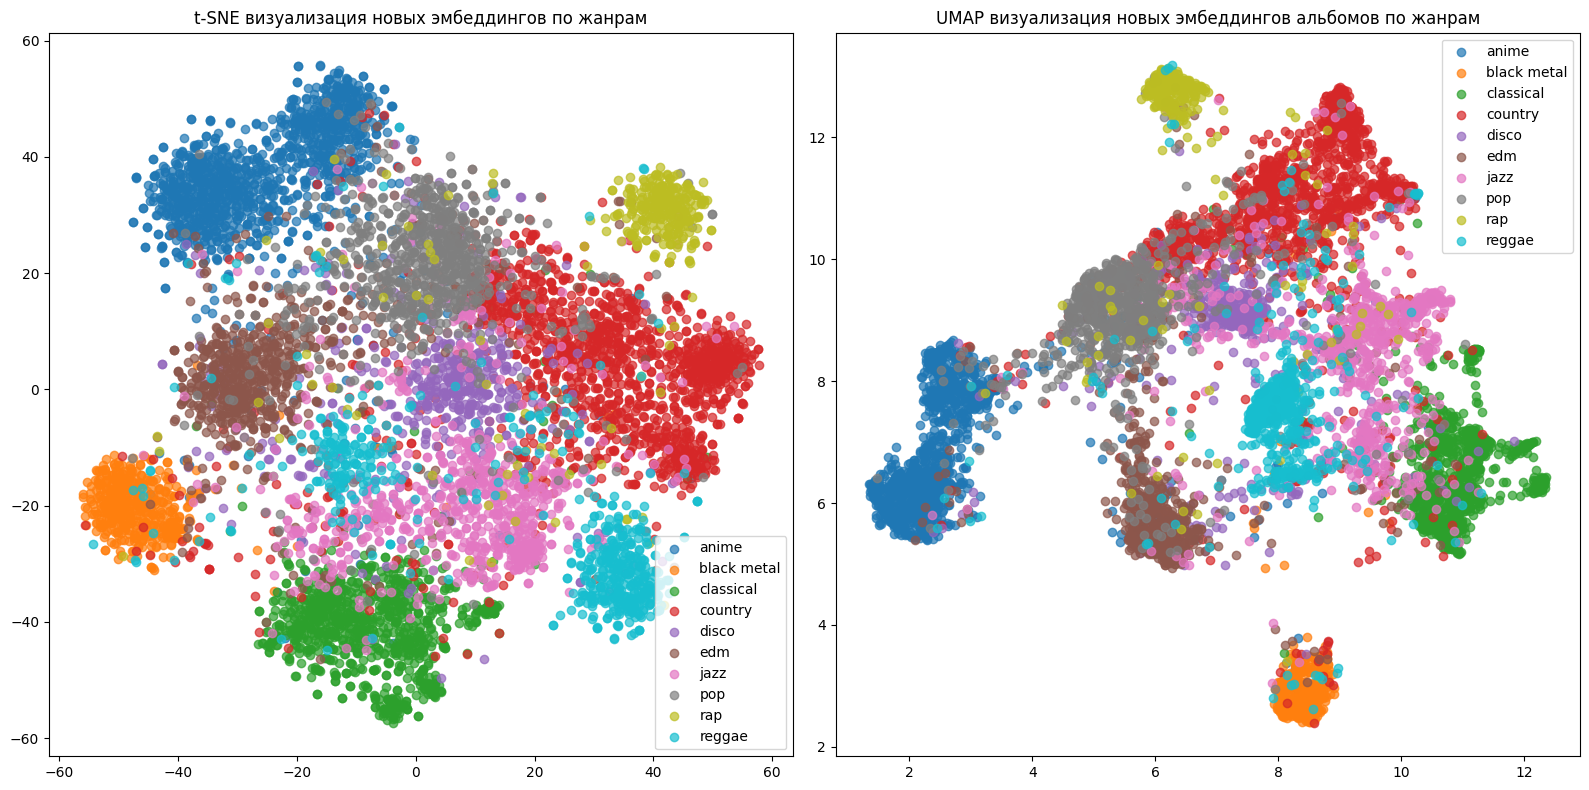 t-SNE визуализация новых эмбеддингов по жанрам
60
40
20
0
−20
−40
−60
−60
−40
−20
0
20
40
60
anime
black metal
classical
country
disco
edm
jazz
pop
rap
reggae
UMAP визуализация новых эмбеддингов альбомов по жанрам
12
10
8
6
4
2
2
4
6
8
10
12
anime
black metal
classical
country
disco
edm
jazz
pop
rap
reggae